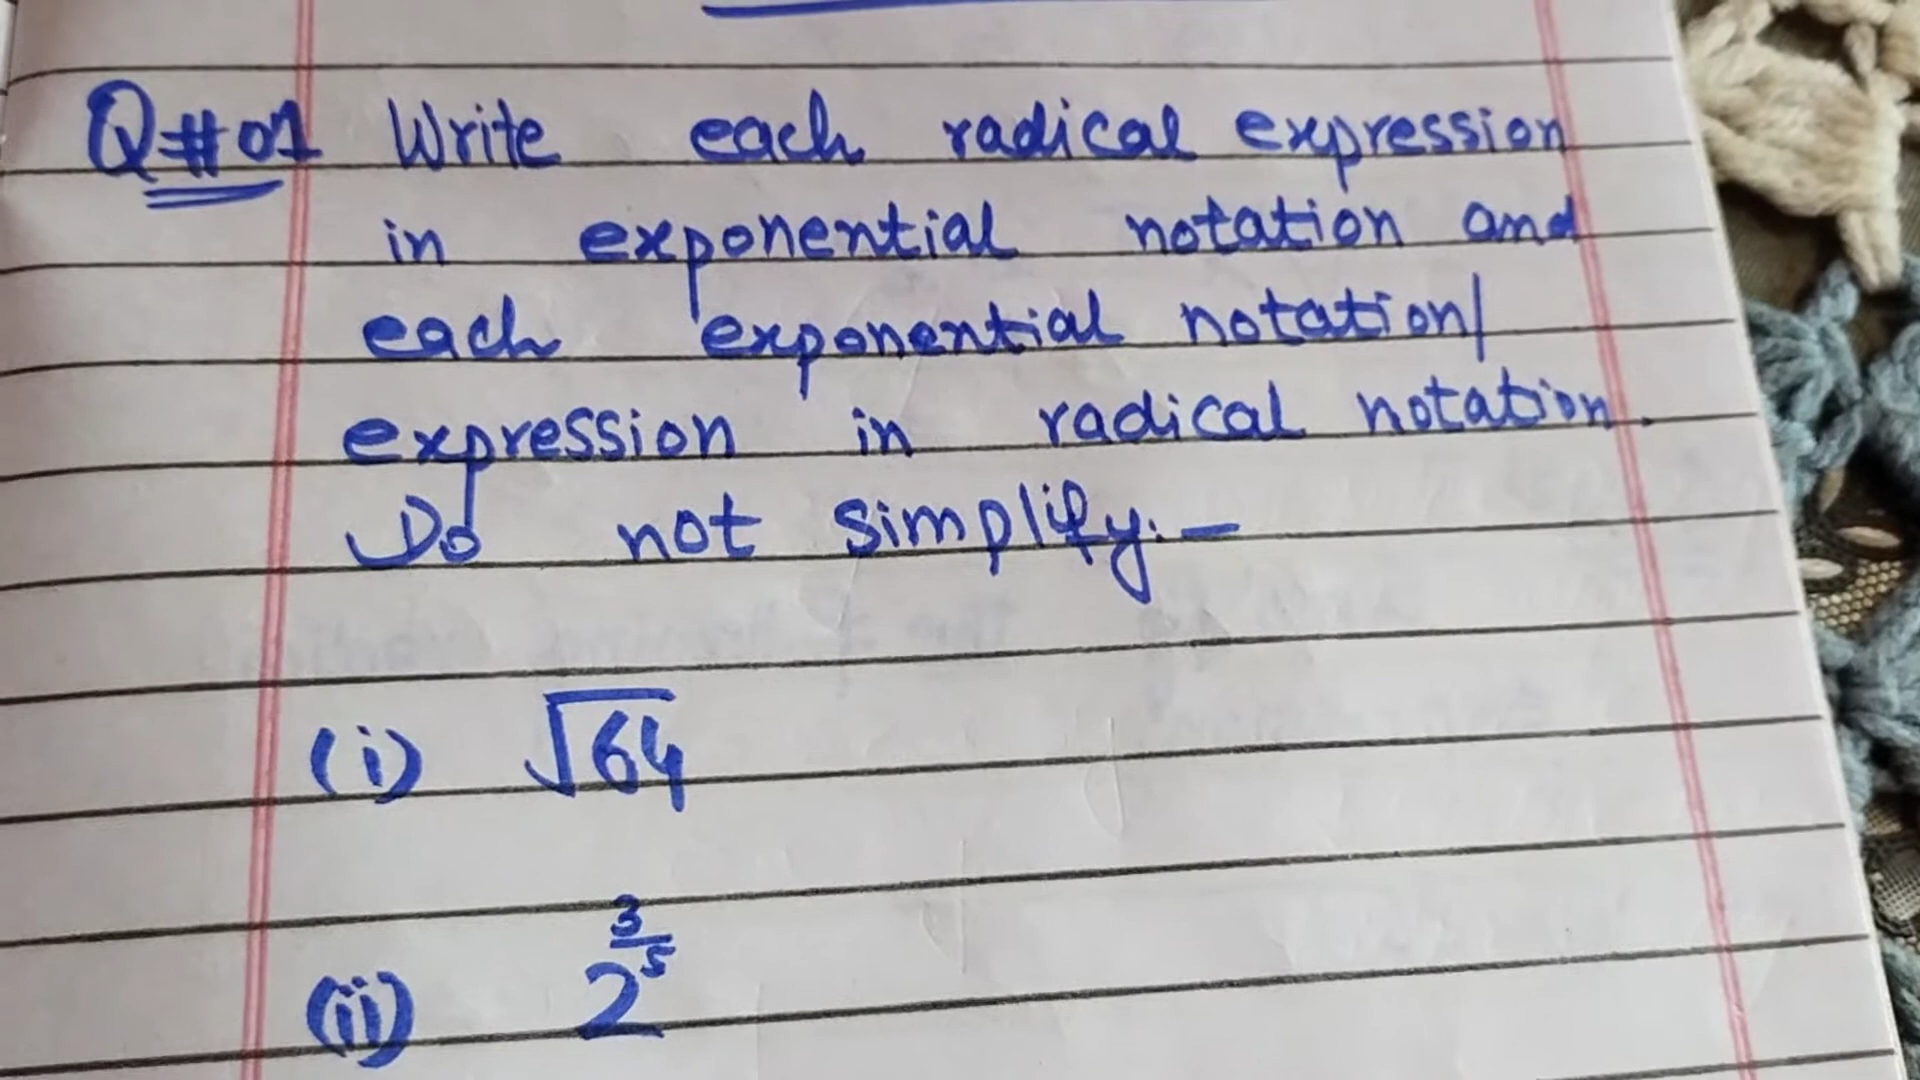 Q#01 Write each radical expression
in exponential notation and
each exponential notation/
expression in radical notation.
Do not simplify:-
(i) √64
(ii) 2^(3/5)